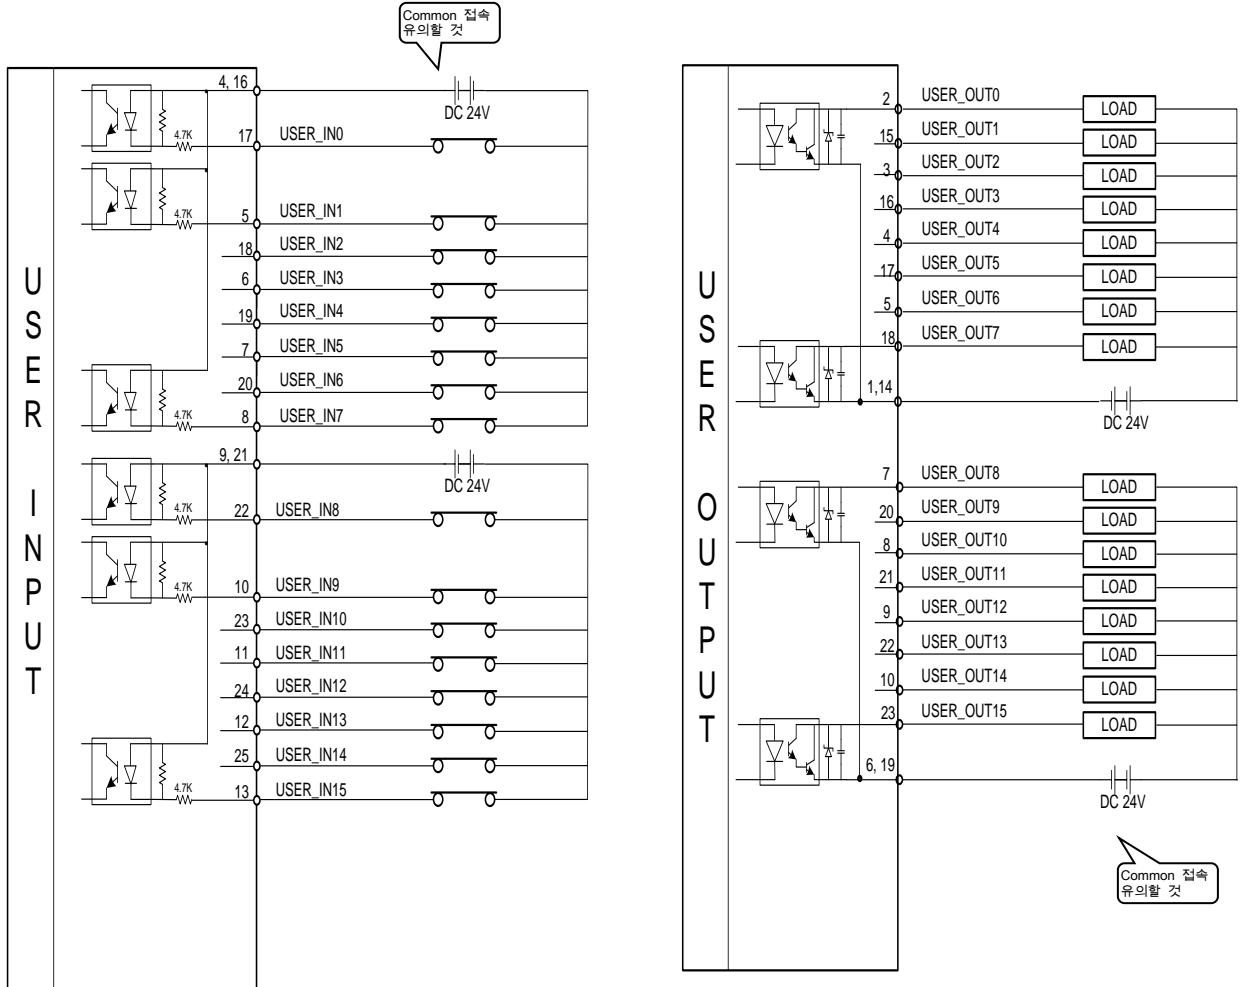 Common 접속
유의할 것
USER INPUT
4, 16
DC 24V
4.7K
17
USER_IN0
4.7K
5
USER_IN1
18
USER_IN2
6
USER_IN3
19
USER_IN4
7
USER_IN5
20
USER_IN6
4.7K
8
USER_IN7
9, 21
DC 24V
4.7K
22
USER_IN8
4.7K
10
USER_IN9
23
USER_IN10
11
USER_IN11
24
USER_IN12
12
USER_IN13
25
USER_IN14
4.7K
13
USER_IN15
USER OUTPUT
2
USER_OUT0
LOAD
15
USER_OUT1
LOAD
3
USER_OUT2
LOAD
16
USER_OUT3
LOAD
4
USER_OUT4
LOAD
17
USER_OUT5
LOAD
5
USER_OUT6
LOAD
18
USER_OUT7
LOAD
1,14
DC 24V
7
USER_OUT8
LOAD
20
USER_OUT9
LOAD
8
USER_OUT10
LOAD
21
USER_OUT11
LOAD
9
USER_OUT12
LOAD
22
USER_OUT13
LOAD
10
USER_OUT14
LOAD
23
USER_OUT15
LOAD
6, 19
DC 24V
Common 접속
유의할 것